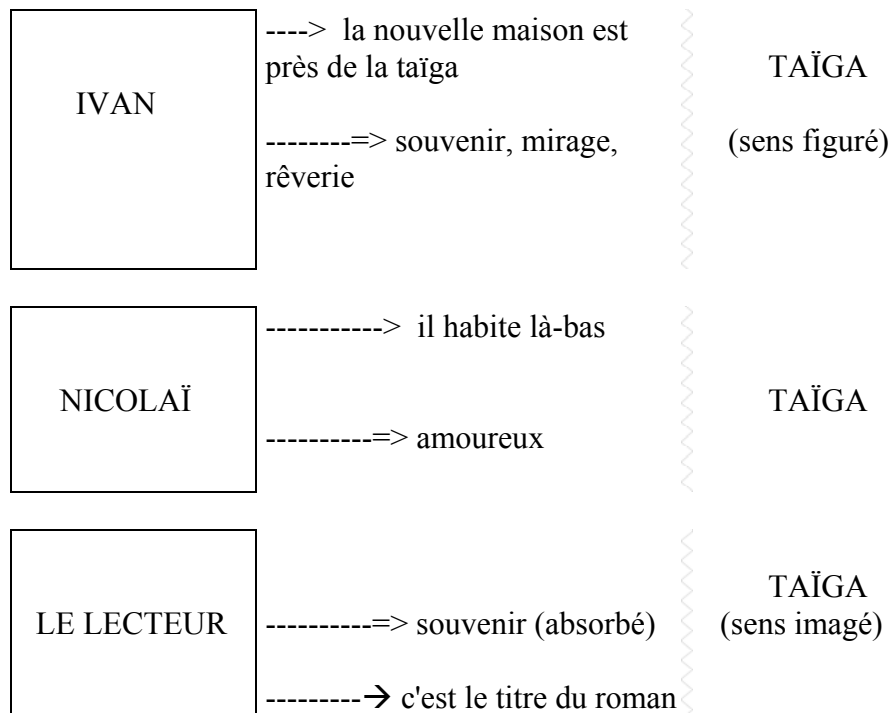 ----> la nouvelle maison est
près de la taïga
TAÏGA
IVAN
--------=> souvenir, mirage,
rêverie
(sens figuré)
-----------> il habite là-bas
NICOLAÏ
TAÏGA
----------=> amoureux
TAÏGA
LE LECTEUR
----------=> souvenir (absorbé)
(sens imagé)
---------→ c'est le titre du roman